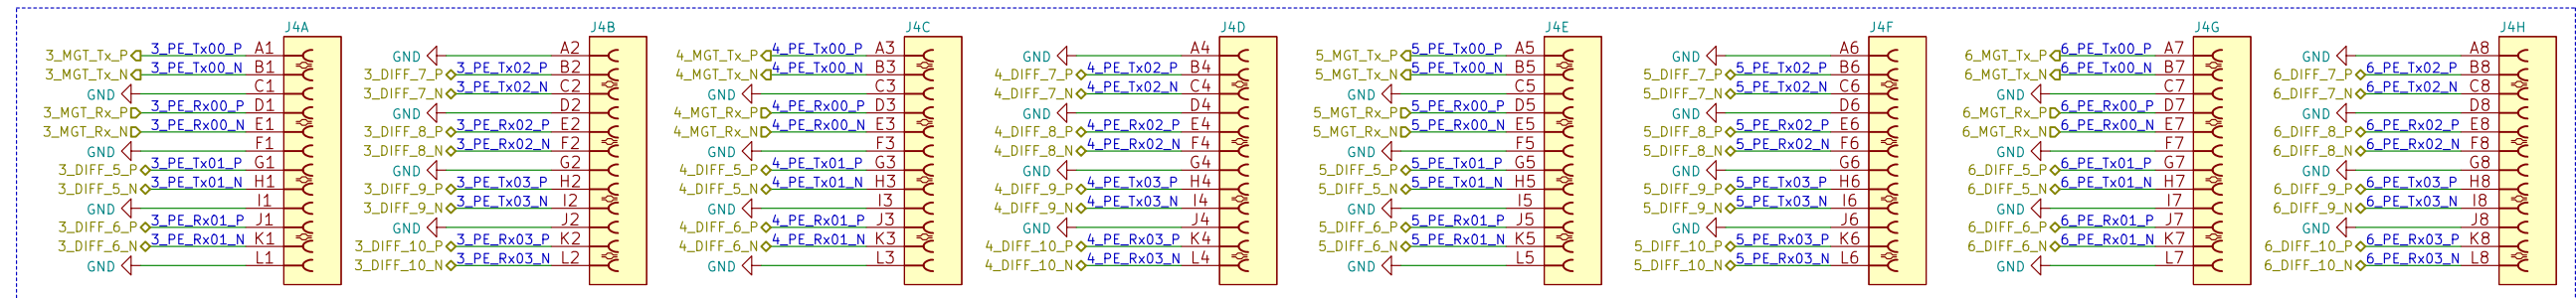 J4A
3_MGT_Tx_P 3_PE_Tx00_P A1
3_MGT_Tx_N 3_PE_Tx00_N B1
GND C1
3_MGT_Rx_P 3_PE_Rx00_P D1
3_MGT_Rx_N 3_PE_Rx00_N E1
GND F1
3_DIFF_5_P 3_PE_Tx01_P G1
3_DIFF_5_N 3_PE_Tx01_N H1
GND I1
3_DIFF_6_P 3_PE_Rx01_P J1
3_DIFF_6_N 3_PE_Rx01_N K1
GND L1
J4B
GND A2
3_DIFF_7_P 3_PE_Tx02_P B2
3_DIFF_7_N 3_PE_Tx02_N C2
GND D2
3_DIFF_8_P 3_PE_Rx02_P E2
3_DIFF_8_N 3_PE_Rx02_N F2
GND G2
3_DIFF_9_P 3_PE_Tx03_P H2
3_DIFF_9_N 3_PE_Tx03_N I2
GND J2
3_DIFF_10_P 3_PE_Rx03_P K2
3_DIFF_10_N 3_PE_Rx03_N L2
J4C
4_MGT_Tx_P 4_PE_Tx00_P A3
4_MGT_Tx_N 4_PE_Tx00_N B3
GND C3
4_MGT_Rx_P 4_PE_Rx00_P D3
4_MGT_Rx_N 4_PE_Rx00_N E3
GND F3
4_DIFF_5_P 4_PE_Tx01_P G3
4_DIFF_5_N 4_PE_Tx01_N H3
GND I3
4_DIFF_6_P 4_PE_Rx01_P J3
4_DIFF_6_N 4_PE_Rx01_N K3
GND L3
J4D
GND A4
4_DIFF_7_P 4_PE_Tx02_P B4
4_DIFF_7_N 4_PE_Tx02_N C4
GND D4
4_DIFF_8_P 4_PE_Rx02_P E4
4_DIFF_8_N 4_PE_Rx02_N F4
GND G4
4_DIFF_9_P 4_PE_Tx03_P H4
4_DIFF_9_N 4_PE_Tx03_N I4
GND J4
4_DIFF_10_P 4_PE_Rx03_P K4
4_DIFF_10_N 4_PE_Rx03_N L4
J4E
5_MGT_Tx_P 5_PE_Tx00_P A5
5_MGT_Tx_N 5_PE_Tx00_N B5
GND C5
5_MGT_Rx_P 5_PE_Rx00_P D5
5_MGT_Rx_N 5_PE_Rx00_N E5
GND F5
5_DIFF_5_P 5_PE_Tx01_P G5
5_DIFF_5_N 5_PE_Tx01_N H5
GND I5
5_DIFF_6_P 5_PE_Rx01_P J5
5_DIFF_6_N 5_PE_Rx01_N K5
GND L5
J4F
GND A6
5_DIFF_7_P 5_PE_Tx02_P B6
5_DIFF_7_N 5_PE_Tx02_N C6
GND D6
5_DIFF_8_P 5_PE_Rx02_P E6
5_DIFF_8_N 5_PE_Rx02_N F6
GND G6
5_DIFF_9_P 5_PE_Tx03_P H6
5_DIFF_9_N 5_PE_Tx03_N I6
GND J6
5_DIFF_10_P 5_PE_Rx03_P K6
5_DIFF_10_N 5_PE_Rx03_N L6
J4G
6_MGT_Tx_P 6_PE_Tx00_P A7
6_MGT_Tx_N 6_PE_Tx00_N B7
GND C7
6_MGT_Rx_P 6_PE_Rx00_P D7
6_MGT_Rx_N 6_PE_Rx00_N E7
GND F7
6_DIFF_5_P 6_PE_Tx01_P G7
6_DIFF_5_N 6_PE_Tx01_N H7
GND I7
6_DIFF_6_P 6_PE_Rx01_P J7
6_DIFF_6_N 6_PE_Rx01_N K7
GND L7
J4H
GND A8
6_DIFF_7_P 6_PE_Tx02_P B8
6_DIFF_7_N 6_PE_Tx02_N C8
GND D8
6_DIFF_8_P 6_PE_Rx02_P E8
6_DIFF_8_N 6_PE_Rx02_N F8
GND G8
6_DIFF_9_P 6_PE_Tx03_P H8
6_DIFF_9_N 6_PE_Tx03_N I8
GND J8
6_DIFF_10_P 6_PE_Rx03_P K8
6_DIFF_10_N 6_PE_Rx03_N L8